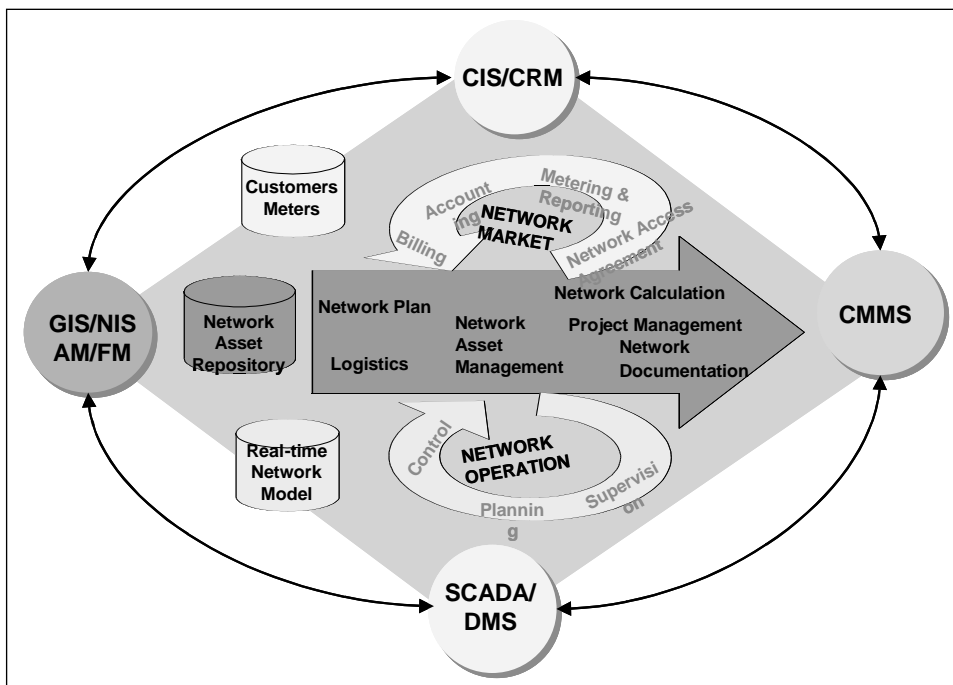 CIS/CRM
Customers
Meters
Account
ing
Billing
Metering &
Reporting
NETWORK
MARKET
Network Access
Agreement
GIS/NIS
AM/FM
Network
Asset
Repository
Network Plan
Logistics
Network
Asset
Management
Network Calculation
Project Management
Network
Documentation
CMMS
Real-time
Network
Model
Control
NETWORK
OPERATION
Plannin
g
Supervisi
on
SCADA/
DMS